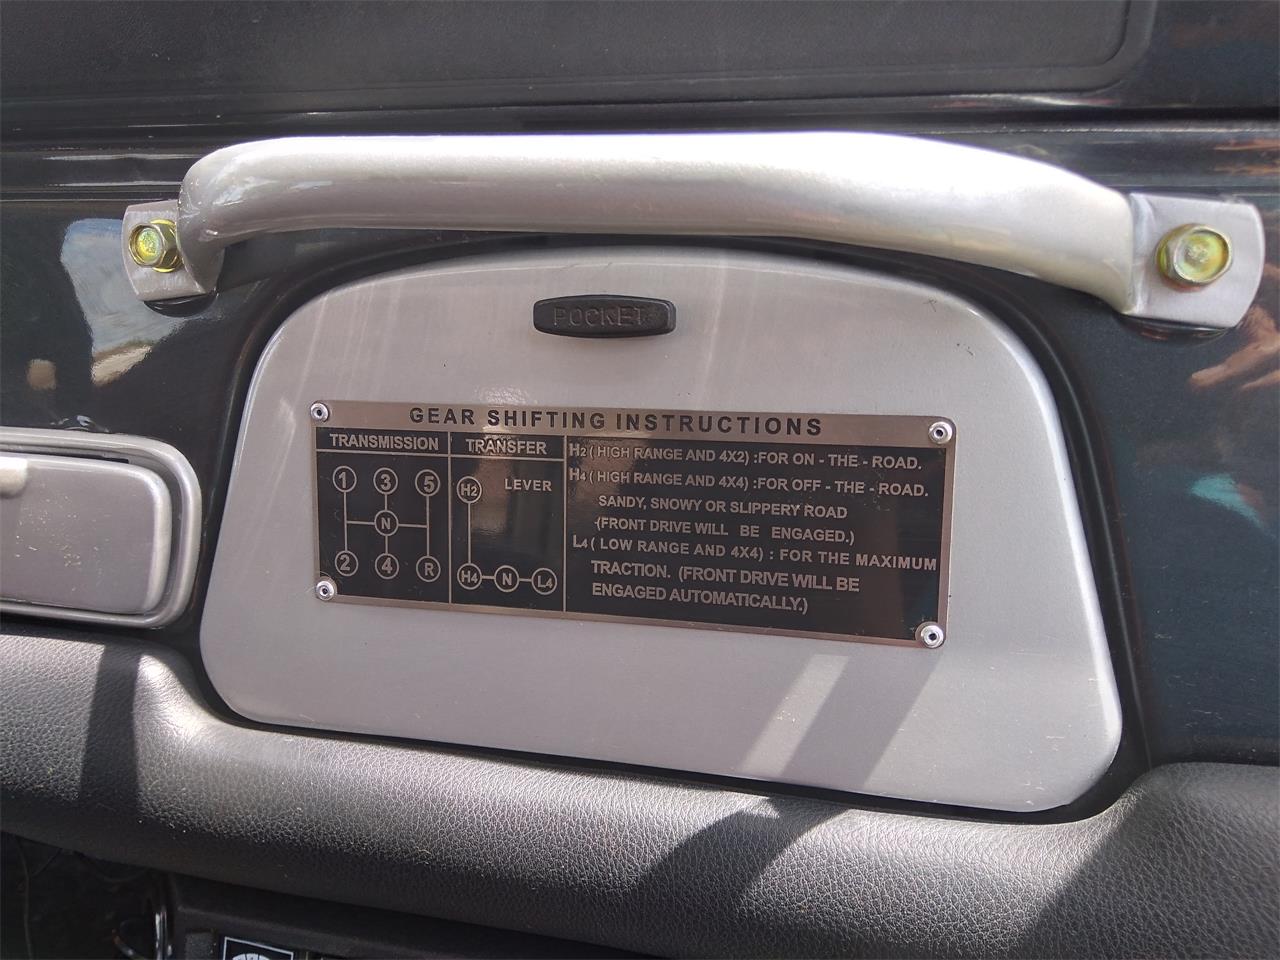 POCKET
GEAR SHIFTING INSTRUCTIONS
TRANSMISSION
1 3 5
N
2 4 R
TRANSFER
H2 LEVER
H4 N L4
H2 ( HIGH RANGE AND 4X2) :FOR ON - THE - ROAD.
H4 ( HIGH RANGE AND 4X4) :FOR OFF - THE - ROAD.
SANDY, SNOWY OR SLIPPERY ROAD
(FRONT DRIVE WILL BE ENGAGED.)
L4 ( LOW RANGE AND 4X4) : FOR THE MAXIMUM
TRACTION. (FRONT DRIVE WILL BE
ENGAGED AUTOMATICALLY.)